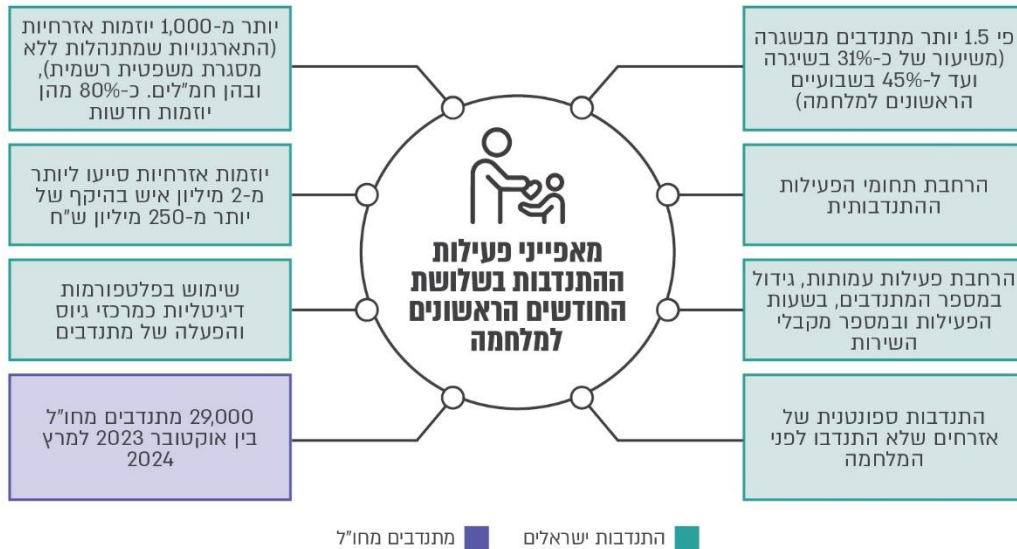 פי 1.5 יותר מתנדבים מבשגרה
(משיעור של כ-31% בשיגרה
ועד ל-45% בשבועיים
הראשונים למלחמה)
הרחבת תחומי הפעילות
ההתנדבותית
הרחבת פעילות עמותות, גידול
במספר המתנדבים, בשעות
הפעילות ובמספר מקבלי
השירות
התנדבות ספונטנית של
אזרחים שלא התנדבו לפני
המלחמה
מאפייני פעילות
ההתנדבות בשלושת
החודשים הראשונים
למלחמה
יותר מ-1,000 יוזמות אזרחיות
(התארגנויות שמתנהלות ללא
מסגרת משפטית רשמית),
ובהן חמ"לים. כ-80% מהן
יוזמות חדשות
יוזמות אזרחיות סייעו ליותר
מ-2 מיליון איש בהיקף של
יותר מ-250 מיליון ש"ח
שימוש בפלטפורמות
דיגיטליות כמרכזי גיוס
והפעלה של מתנדבים
29,000 מתנדבים מחו"ל
בין אוקטובר 2023 למרץ
2024
התנדבות ישראלים
מתנדבים מחו"ל